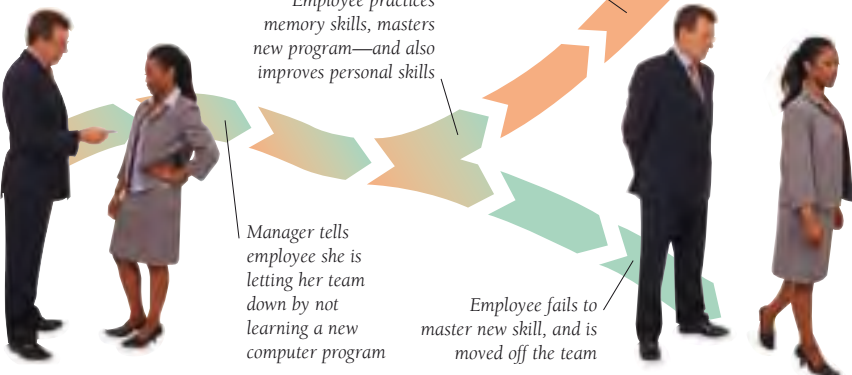 Employee practices
memory skills, masters
new program—and also
improves personal skills
Manager tells
employee she is
letting her team
down by not
learning a new
computer program
Employee fails to
master new skill, and is
moved off the team